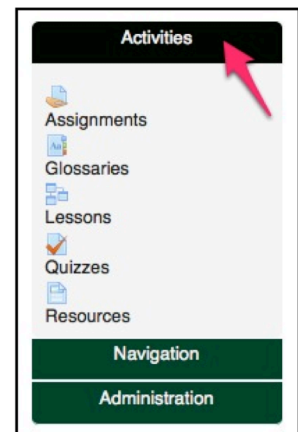 Activities
Assignments
Glossaries
Lessons
Quizzes
Resources
Navigation
Administration